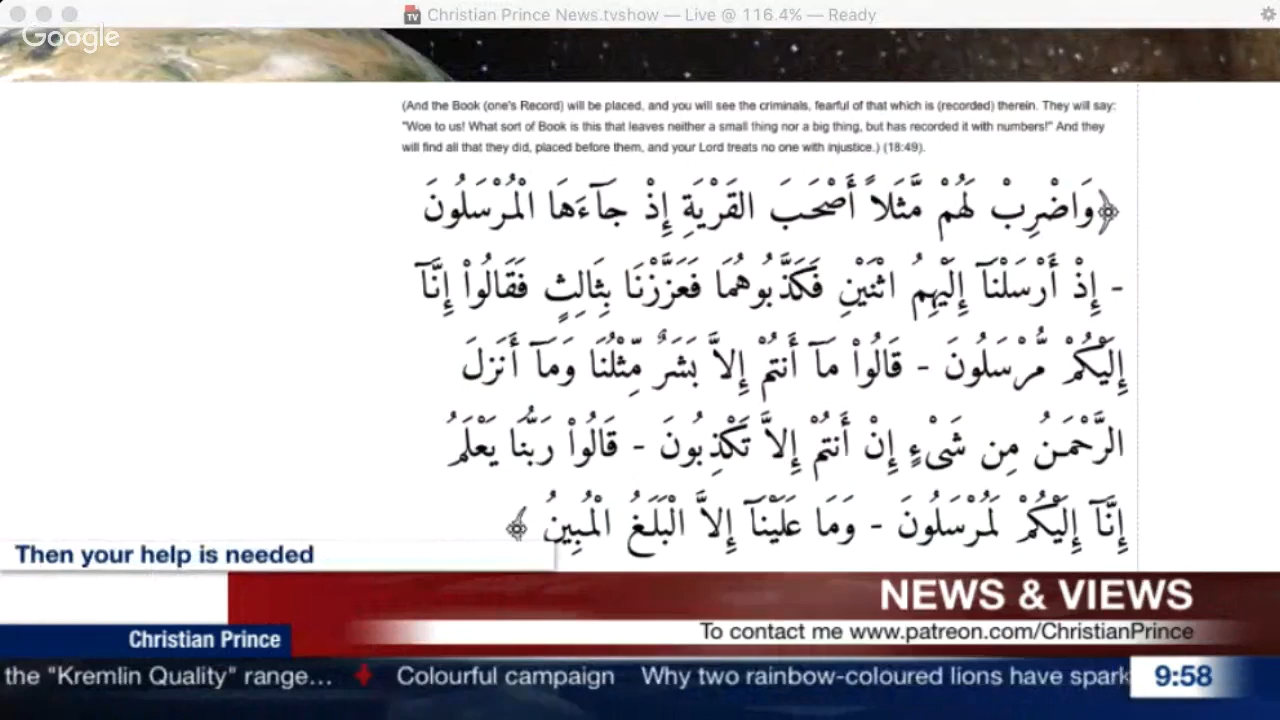 Christian Prince News.tvshow — Live @ 116.4% — Ready
Google
(And the Book (one's Record) will be placed, and you will see the criminals, fearful of that which is (recorded) therein. They will say:
"Woe to us! What sort of Book is this that leaves neither a small thing nor a big thing, but has recorded it with numbers!" And they
will find all that they did, placed before them, and your Lord treats no one with injustice.) (18:49).
﴿وَاضْرِبْ لَهُمْ مَّثَلاً أَصْحَـبَ القَرْيَةِ إِذْ جَآءَهَا الْمُرْسَلُونَ
- إِذْ أَرْسَلْنَآ إِلَيْهِمُ اثْنَيْنِ فَكَذَّبُوهُمَا فَعَزَّزْنَا بِثَالِثٍ فَقَالُواْ إِنَّآ
إِلَيْكُمْ مُّرْسَلُونَ - قَالُواْ مَآ أَنتُمْ إِلاَّ بَشَرٌ مِّثْلُنَا وَمَآ أَنَزلَ
الرَّحْمَـنُ مِن شَىْءٍ إِنْ أَنتُمْ إِلاَّ تَكْذِبُونَ - قَالُواْ رَبُّنَا يَعْلَمُ
إِنَّآ إِلَيْكُمْ لَمُرْسَلُونَ - وَمَا عَلَيْنَآ إِلاَّ الْبَلَـغُ الْمُبِينُ ﴾
Then your help is needed
NEWS & VIEWS
To contact me www.patreon.com/ChristianPrince
Christian Prince
the "Kremlin Quality" range... Colourful campaign Why two rainbow-coloured lions have spark 9:58